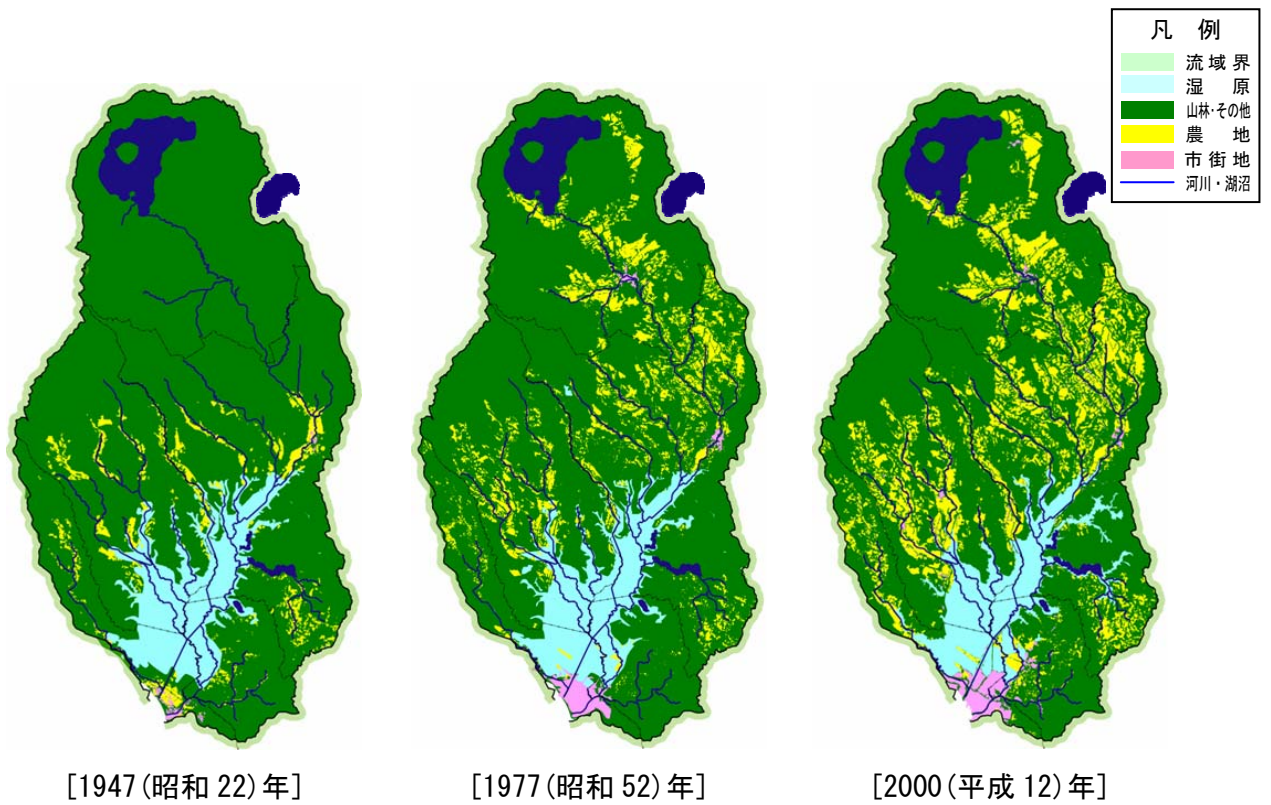 凡 例
流域界
湿 原
山林・その他
農 地
市街地
河川・湖沼
[1947(昭和 22)年]
[1977(昭和 52)年]
[2000(平成 12)年]